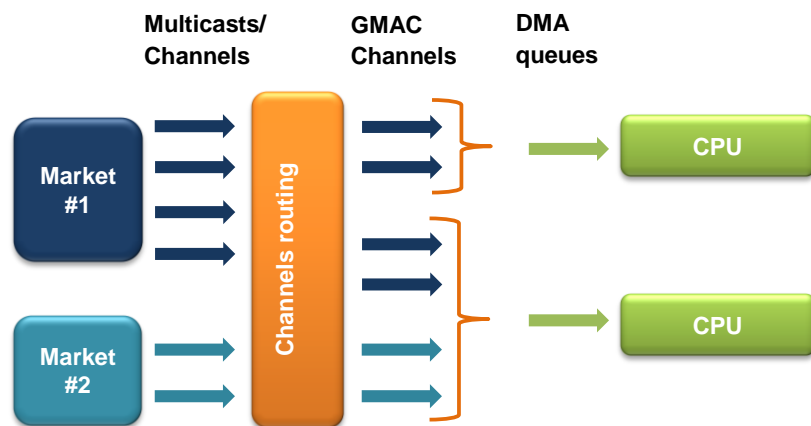 Multicasts/
Channels
GMAC
Channels
DMA
queues
Market
#1
Market
#2
Channels routing
CPU
CPU